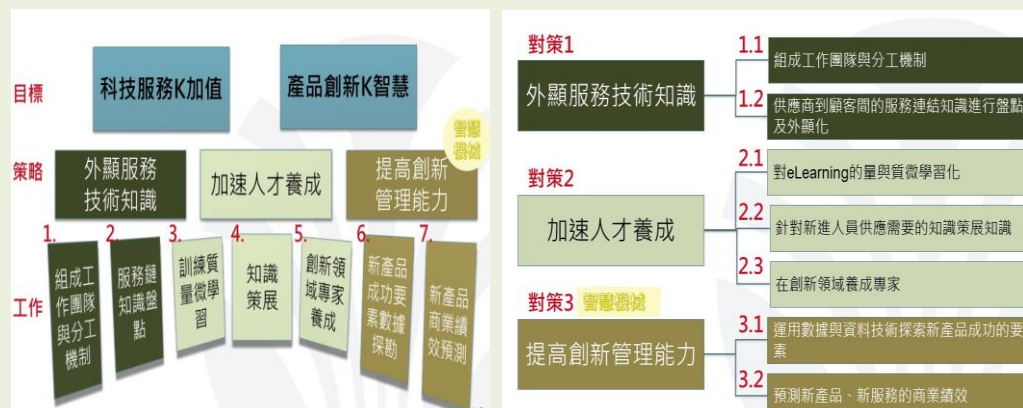 目標
科技服務K加值
產品創新K智慧
智慧
機械
策略
外顯服務
技術知識
加速人才養成
提高創新
管理能力
工作
1.
組成工
作團隊
與分工
機制
2.
服務鏈
知識盤
點
3.
訓練質
量微學
習
4.
知識
策展
5.
創新領
域專家
養成
6.
新產品
成功要
素數據
探勘
7.
新產品
商業績
效預測
對策1
外顯服務技術知識
1.1
組成工作團隊與分工機制
1.2
供應商到顧客間的服務連結知識進行盤點
及外顯化
對策2
加速人才養成
2.1
對eLearning的量與質微學習化
2.2
針對新進人員供應需要的知識策展知識
2.3
在創新領域養成專家
對策3 智慧機械
提高創新管理能力
3.1
運用數據與資料技術探索新產品成功的要
素
3.2
預測新產品、新服務的商業績效